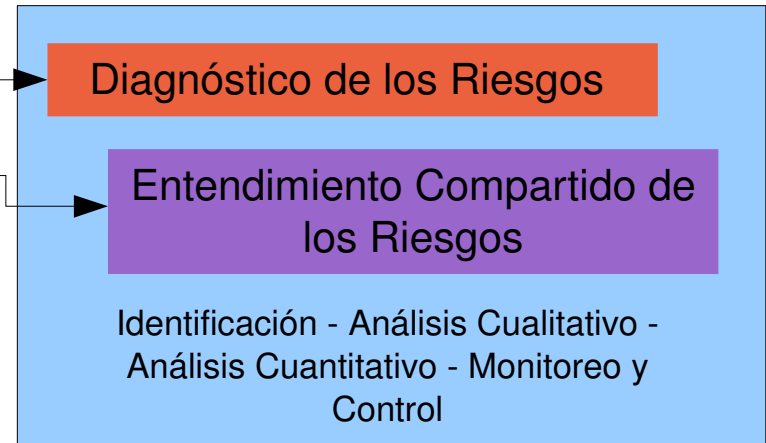 Diagnóstico de los Riesgos
Entendimiento Compartido de
los Riesgos
Identificación - Análisis Cualitativo -
Análisis Cuantitativo - Monitoreo y
Control